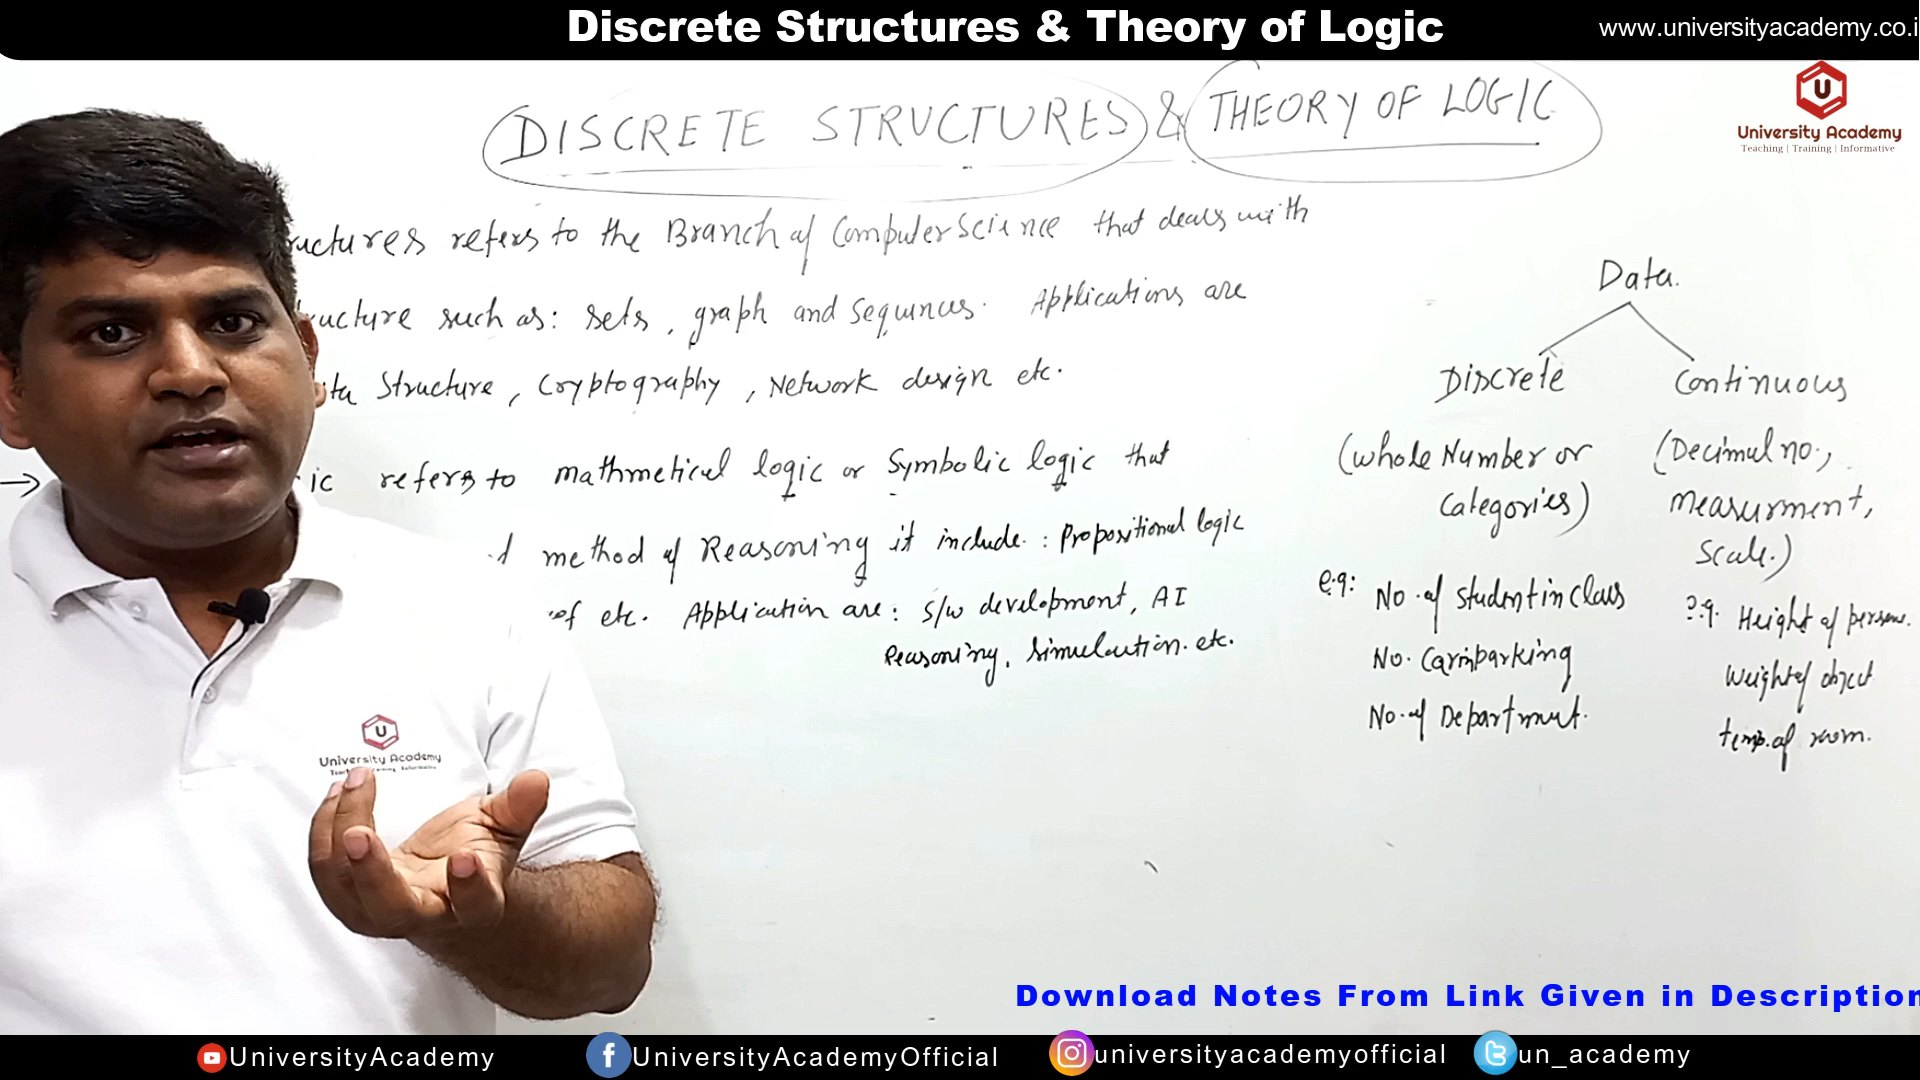 Discrete Structures & Theory of Logic
www.universityacademy.co.i
U
University Academy
Teaching | Training | Informative
DISCRETE STRUCTURES & THEORY OF LOGIC
ructures refers to the Branch of Computer Science that deals with
ructure such as: sets, graph and Sequences. Applications are
ta Structure, Cryptography, Network design etc.
→ ic refers to mathmetical logic or Symbolic logic that
method of Reasoning it include: Propositional logic
etc. Application are: S/w development, AI
Reasoning, Simulaution. etc.
Data.
Discrete Continuous
(whole Number or
Categories)
(Decimal no.,
measurment,
Scale.)
e.g: No. of student in class
No. Car in parking
No. of Department.
e.g. Height of person.
Weight of object
temp. of room.
U
University Academy
Download Notes From Link Given in Description
UniversityAcademy
UniversityAcademyOfficial
universityacademyofficial
un_academy